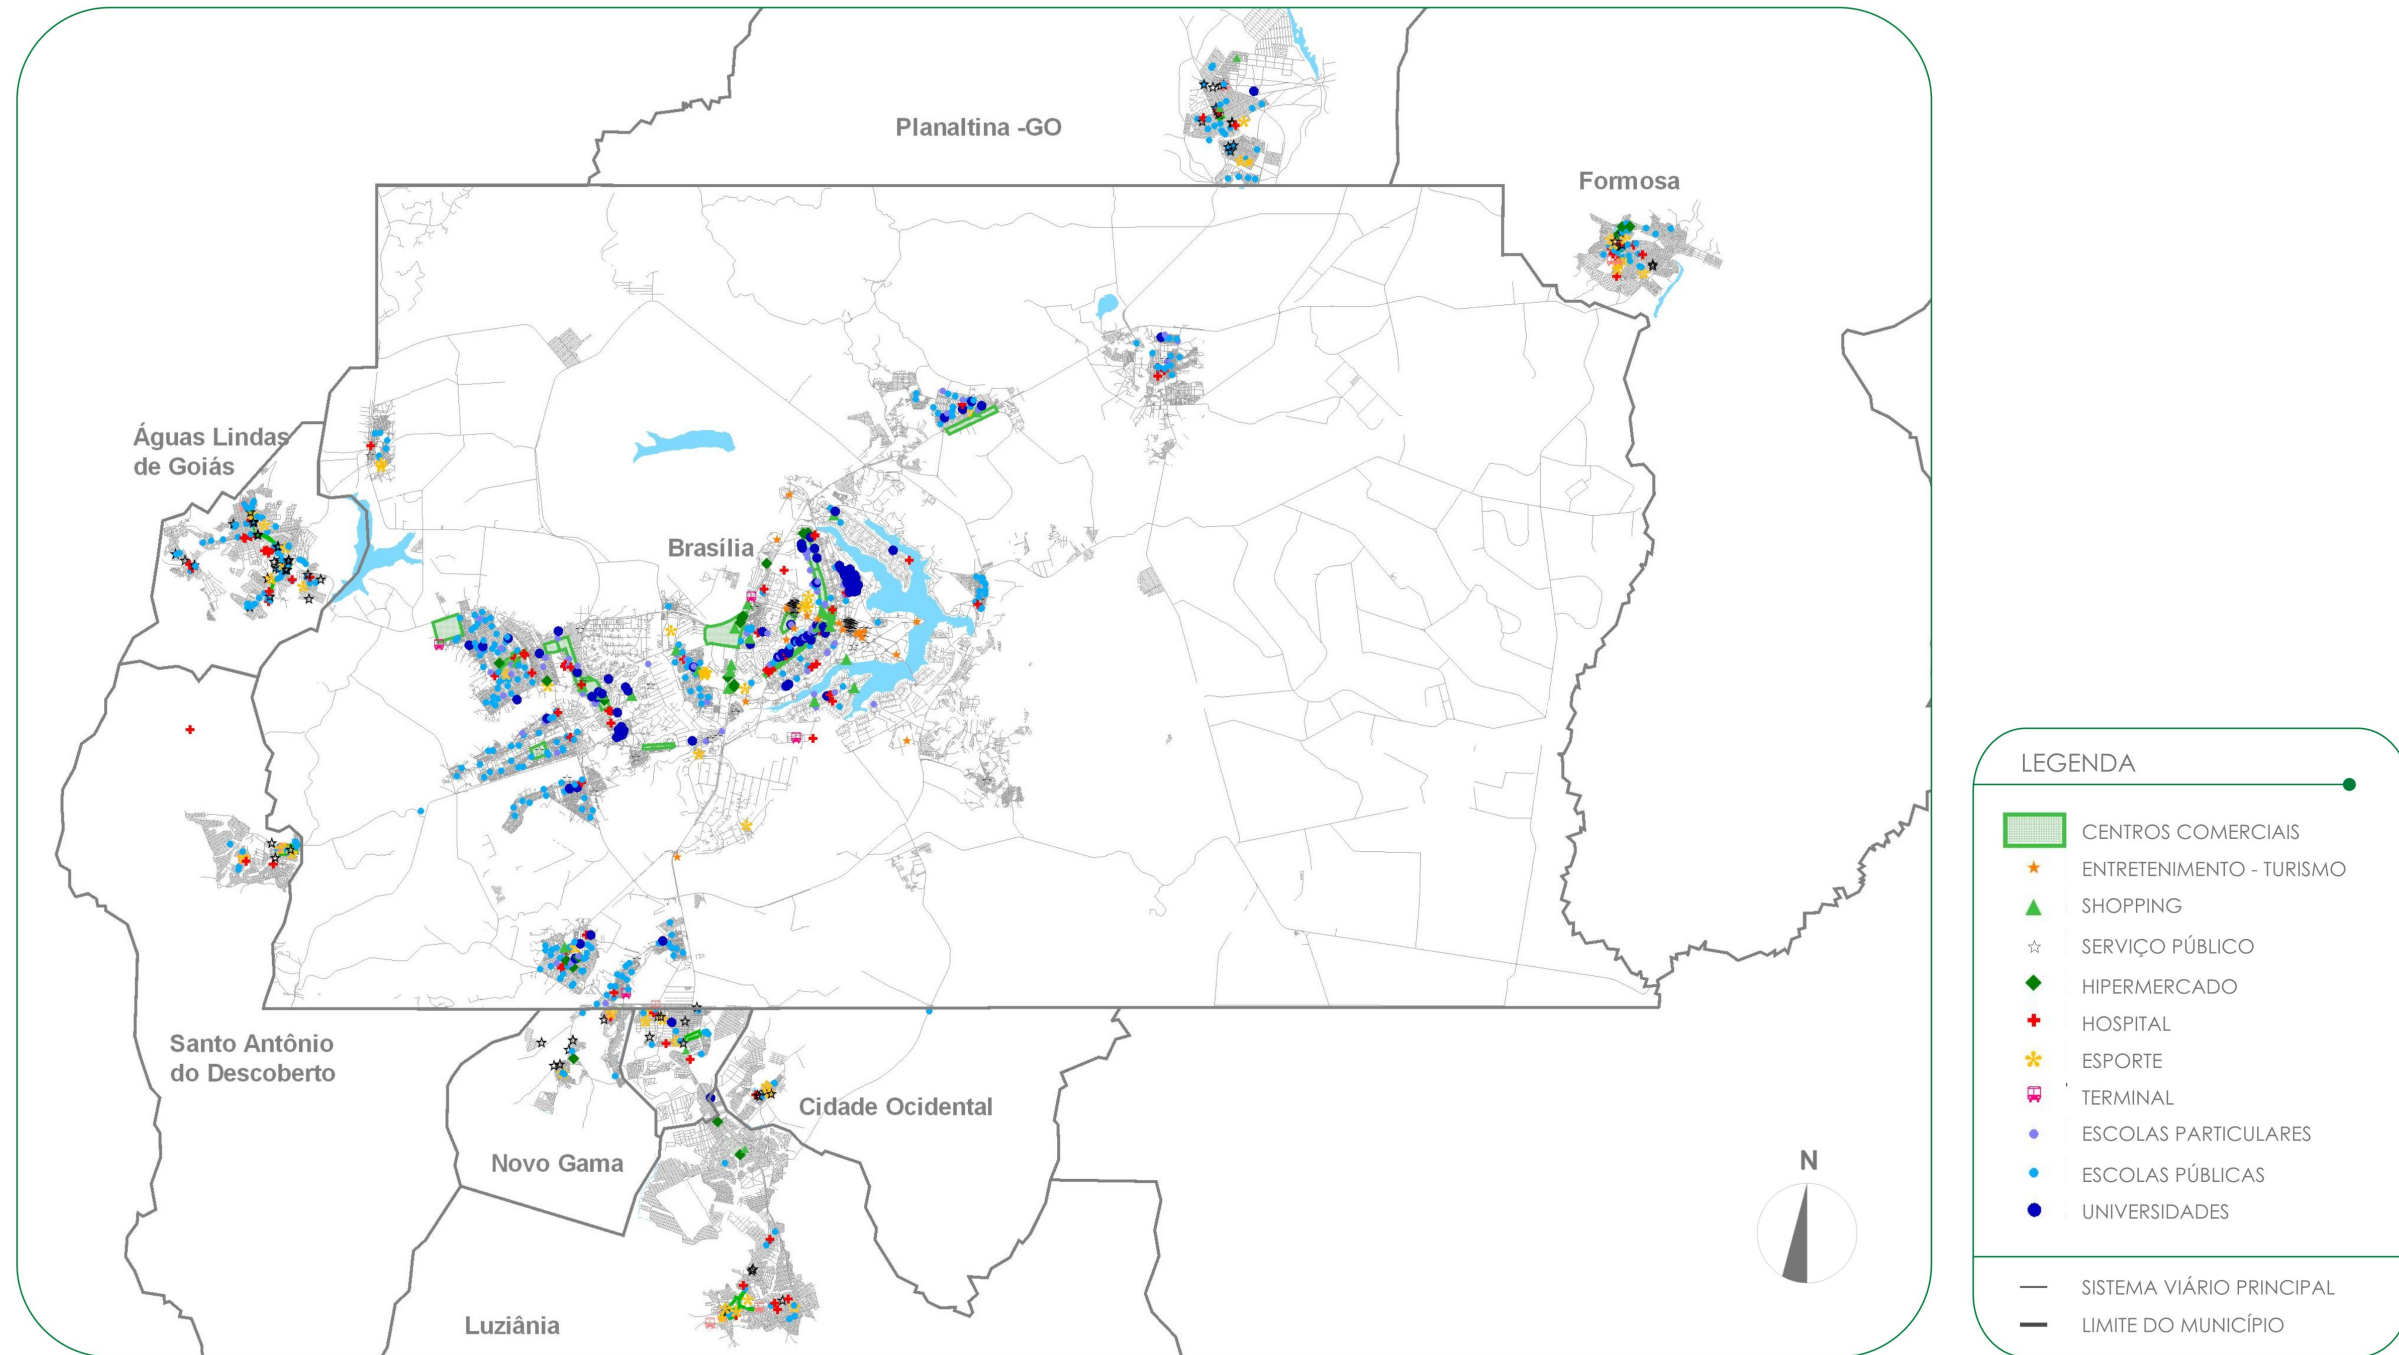 Planaltina -GO
Formosa
Águas Lindas
de Goiás
Brasília
Santo Antônio
do Descoberto
Cidade Ocidental
Novo Gama
Luziânia
N
LEGENDA
CENTROS COMERCIAIS
ENTRETENIMENTO - TURISMO
SHOPPING
SERVIÇO PÚBLICO
HIPERMERCADO
HOSPITAL
ESPORTE
TERMINAL
ESCOLAS PARTICULARES
ESCOLAS PÚBLICAS
UNIVERSIDADES
SISTEMA VIÁRIO PRINCIPAL
LIMITE DO MUNICÍPIO